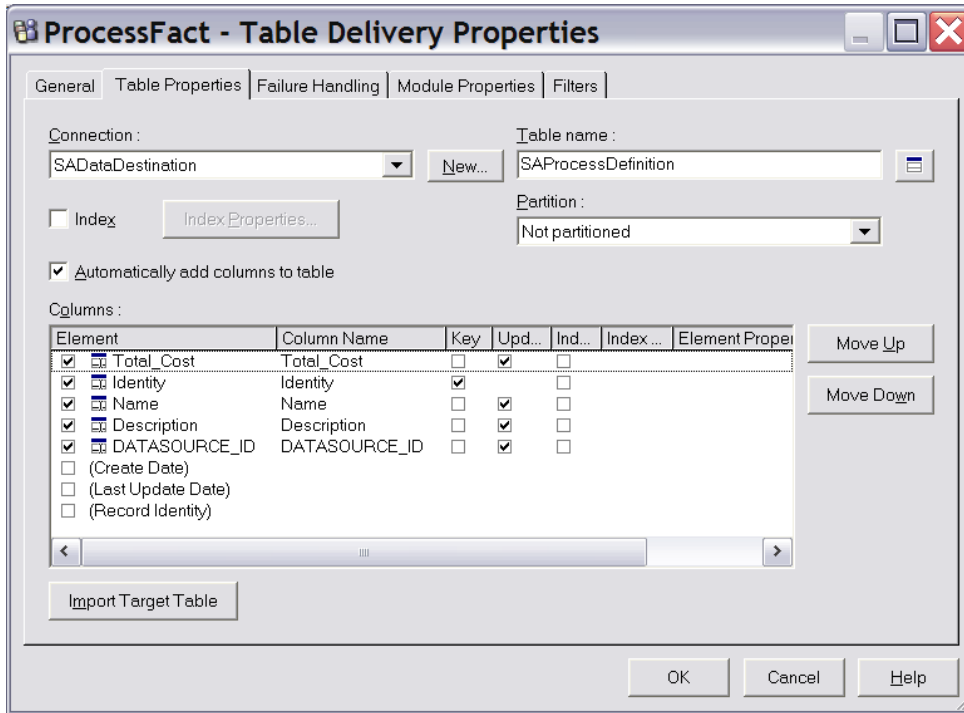 ProcessFact - Table Delivery Properties
General Table Properties Failure Handling Module Properties Filters
Connection : Table name :
SADataDestination New... SAProcessDefinition
Partition :
Index Index Properties... Not partitioned
Automatically add columns to table
Columns :
Element Column Name Key Upd... Ind... Index ... Element Proper
Total_Cost Total_Cost
Identity Identity
Name Name
Description Description
DATASOURCE_ID DATASOURCE_ID
(Create Date)
(Last Update Date)
(Record Identity)
Move Up
Move Down
Import Target Table
OK Cancel Help